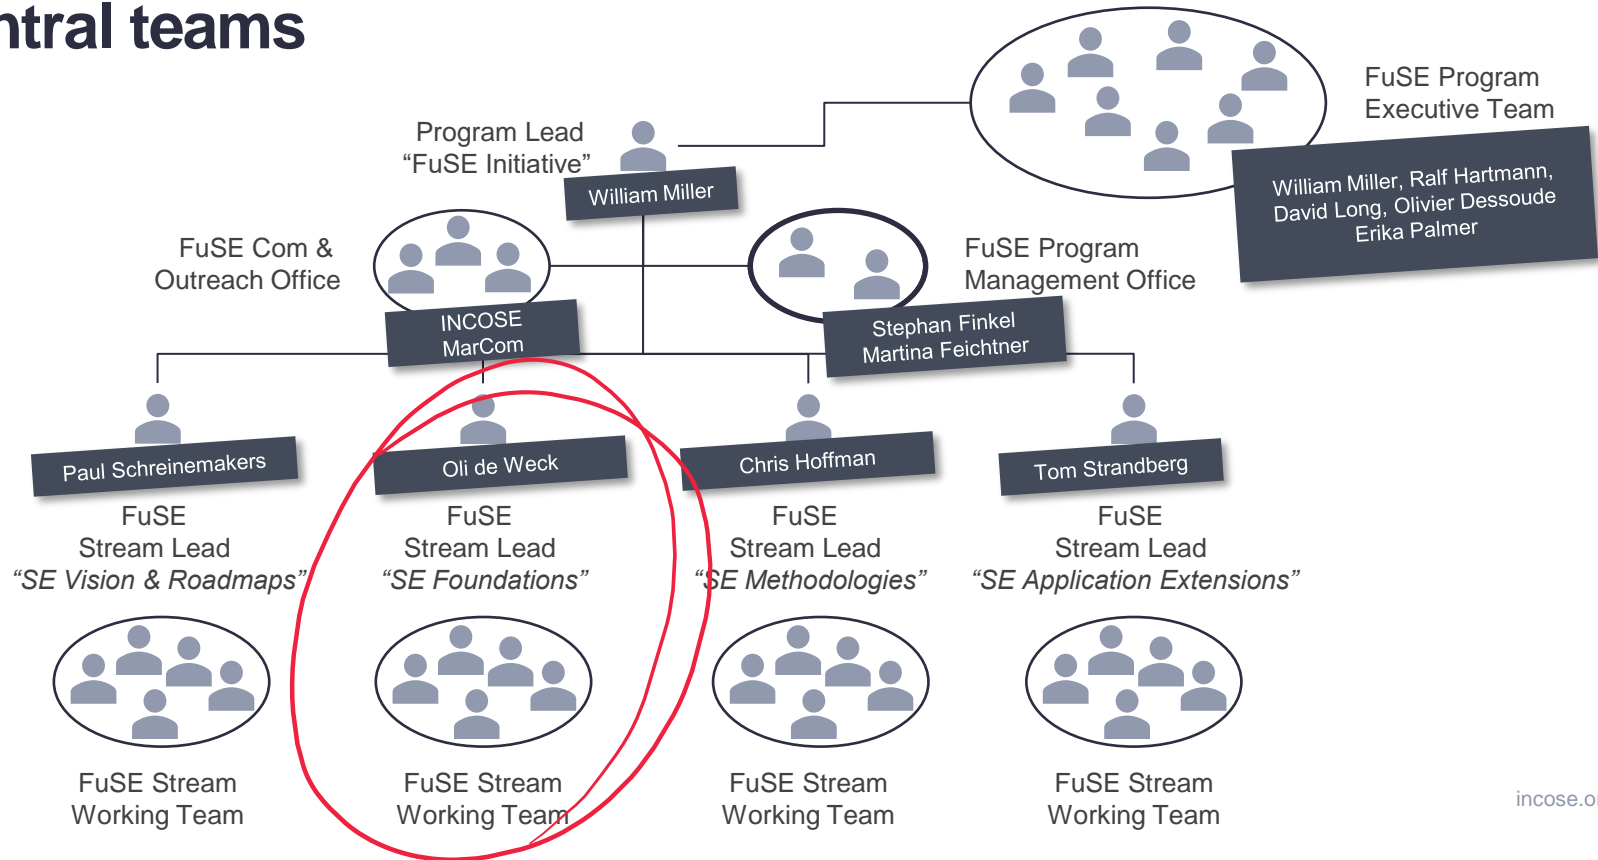 ntral teams
FuSE Program
Executive Team
William Miller, Ralf Hartmann,
David Long, Olivier Dessoude
Erika Palmer
Program Lead
“FuSE Initiative”
William Miller
FuSE Com &
Outreach Office
INCOSE
MarCom
FuSE Program
Management Office
Stephan Finkel
Martina Feichtner
Paul Schreinemakers
FuSE
Stream Lead
“SE Vision & Roadmaps”
FuSE Stream
Working Team
Oli de Weck
FuSE
Stream Lead
“SE Foundations”
FuSE Stream
Working Team
Chris Hoffman
FuSE
Stream Lead
“SE Methodologies”
FuSE Stream
Working Team
Tom Strandberg
FuSE
Stream Lead
“SE Application Extensions”
FuSE Stream
Working Team
incose.or